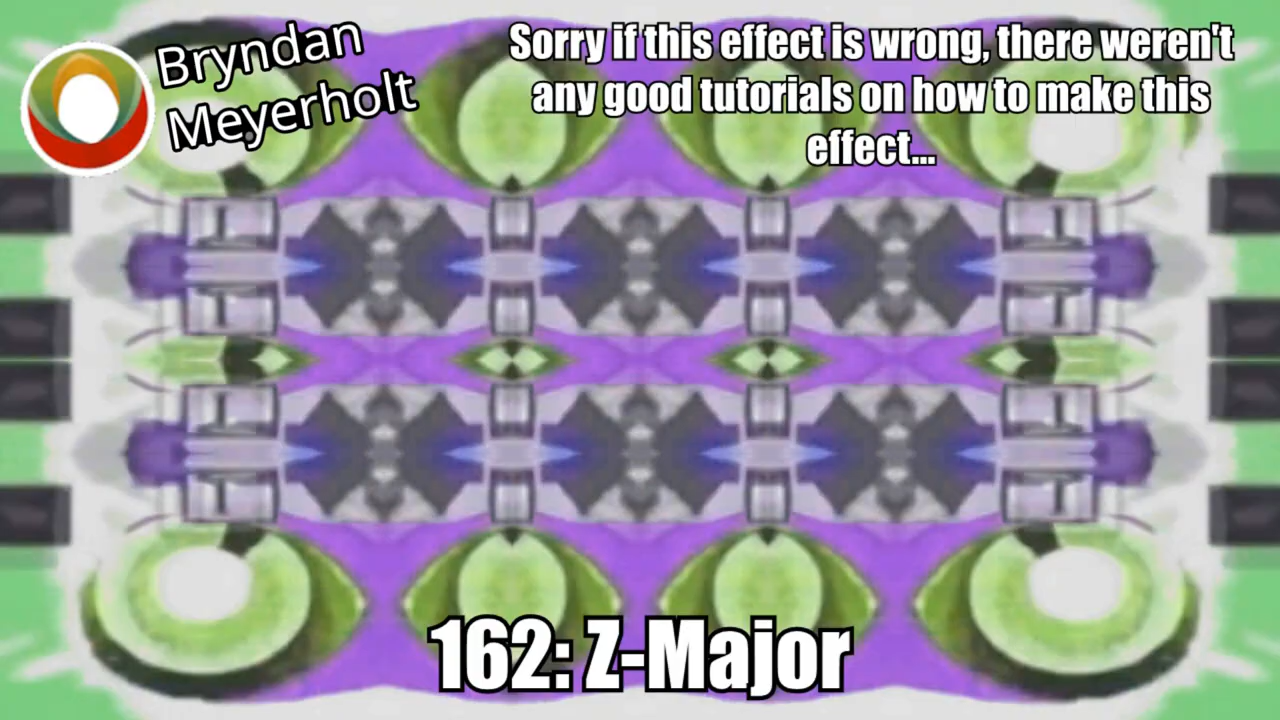 Bryndan
Meyerholt
Sorry if this effect is wrong, there weren't
any good tutorials on how to make this
effect...
162: Z-Major